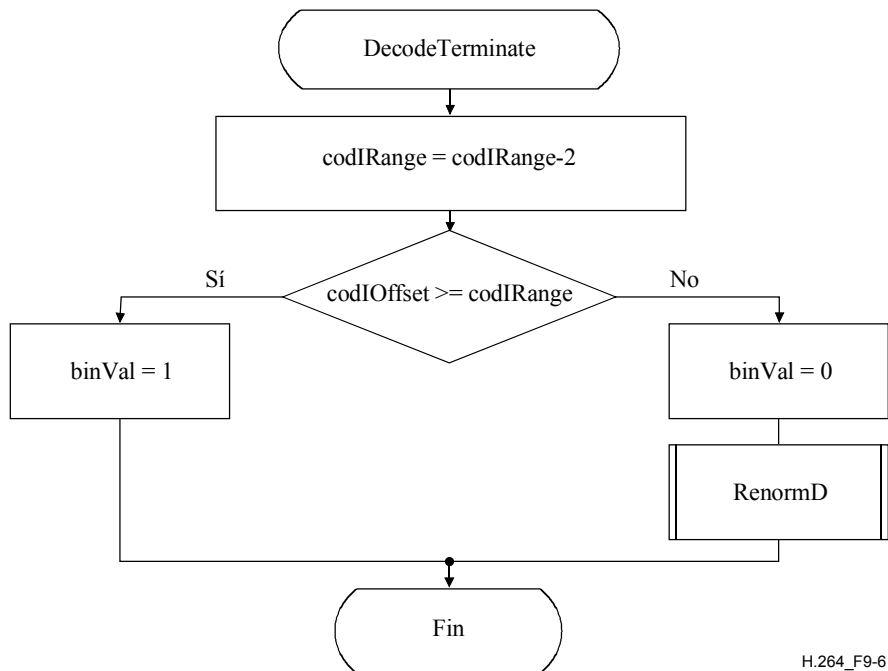 DecodeTerminate
codIRange = codIRange-2
codIOffset >= codIRange
Sí
No
binVal = 1
binVal = 0
RenormD
Fin
H.264_F9-6